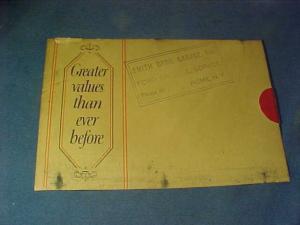 Greater
values
than
ever
before
SMITH BROS. GARAGE, Inc.
ROME, N.Y.